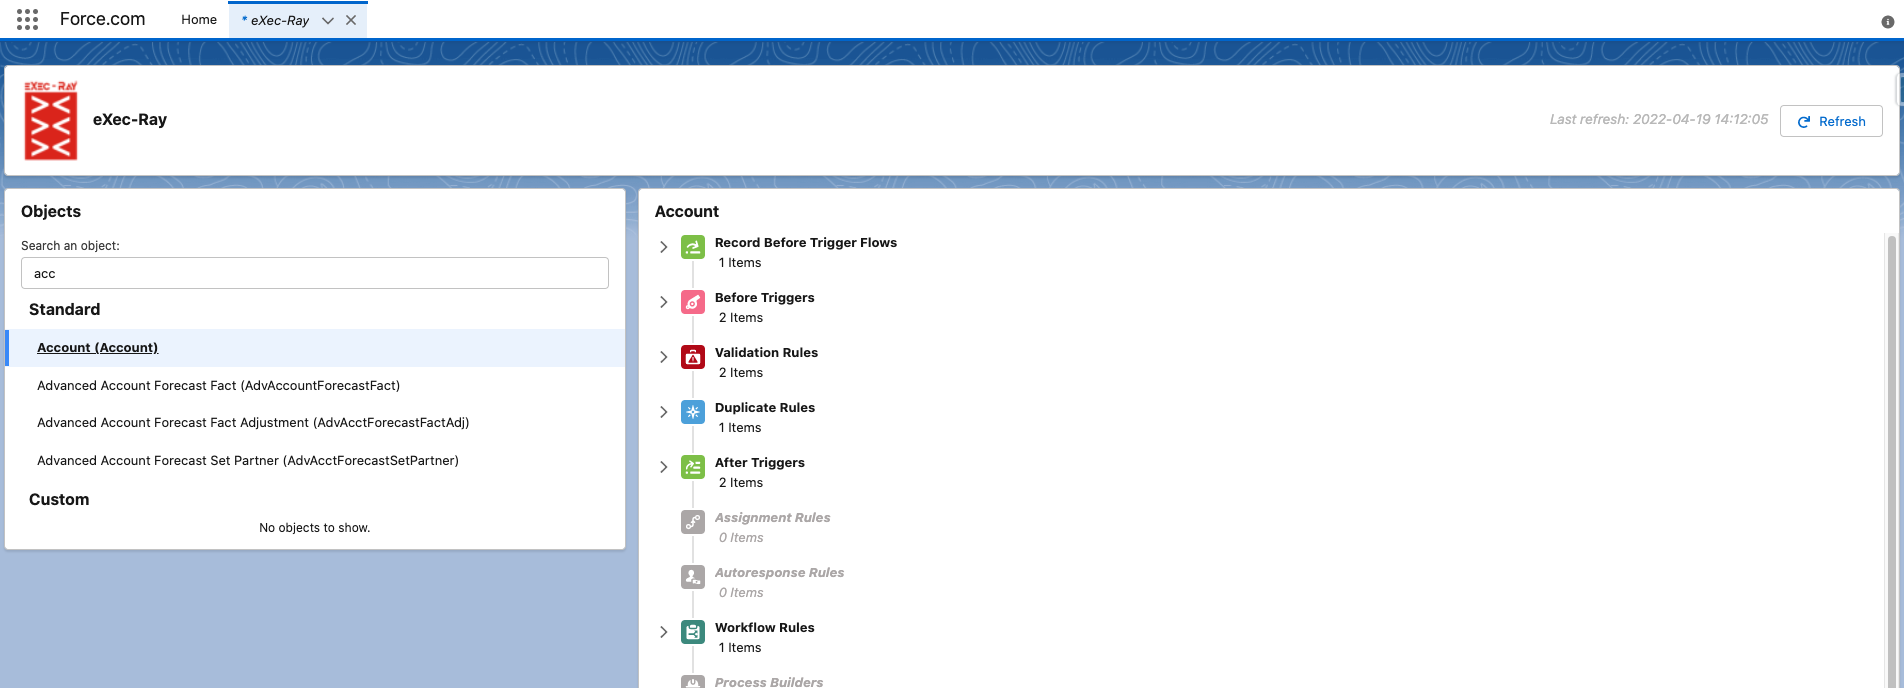 Force.com Home * eXec-Ray
EXEC - RAY
eXec-Ray
Last refresh: 2022-04-19 14:12:05
Refresh
Objects
Search an object:
acc
Standard
Account (Account)
Advanced Account Forecast Fact (AdvAccountForecastFact)
Advanced Account Forecast Fact Adjustment (AdvAcctForecastFactAdj)
Advanced Account Forecast Set Partner (AdvAcctForecastSetPartner)
Custom
No objects to show.
Account
Record Before Trigger Flows
1 Items
Before Triggers
2 Items
Validation Rules
2 Items
Duplicate Rules
1 Items
After Triggers
2 Items
Assignment Rules
0 Items
Autoresponse Rules
0 Items
Workflow Rules
1 Items
Process Builders